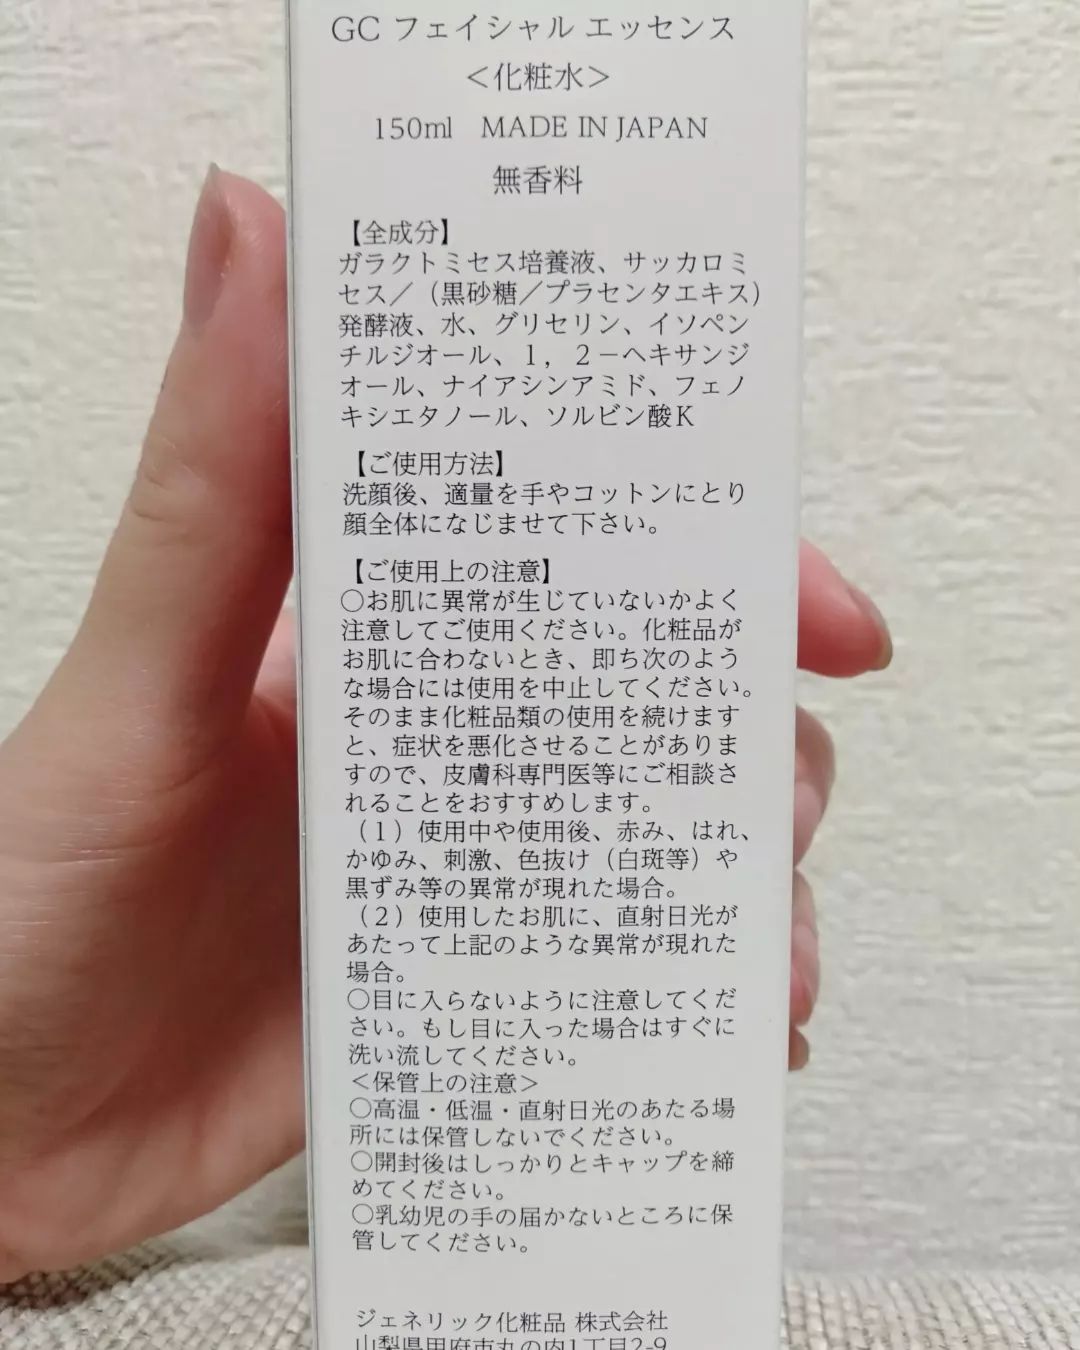 GC フェイシャル エッセンス
＜化粧水＞
150ml MADE IN JAPAN
無香料
【全成分】
ガラクトミセス培養液、サッカロミ
セス／（黒砂糖／プラセンタエキス）
発酵液、水、グリセリン、イソペン
チルジオール、１，２－ヘキサンジ
オール、ナイアシンアミド、フェノ
キシエタノール、ソルビン酸Ｋ
【ご使用方法】
洗顔後、適量を手やコットンにとり
顔全体になじませて下さい。
【ご使用上の注意】
○お肌に異常が生じていないかよく
注意してご使用ください。化粧品が
お肌に合わないとき、即ち次のよう
な場合には使用を中止してください。
そのまま化粧品類の使用を続けます
と、症状を悪化させることがありま
すので、皮膚科専門医等にご相談さ
れることをおすすめします。
（１）使用中や使用後、赤み、はれ、
かゆみ、刺激、色抜け（白斑等）や
黒ずみ等の異常が現れた場合。
（２）使用したお肌に、直射日光が
あたって上記のような異常が現れた
場合。
○目に入らないように注意してくだ
さい。もし目に入った場合はすぐに
洗い流してください。
＜保管上の注意＞
○高温・低温・直射日光のあたる場
所には保管しないでください。
○開封後はしっかりとキャップを締
めてください。
○乳幼児の手の届かないところに保
管してください。
ジェネリック化粧品 株式会社
山梨県甲府市丸の内1丁目2-9